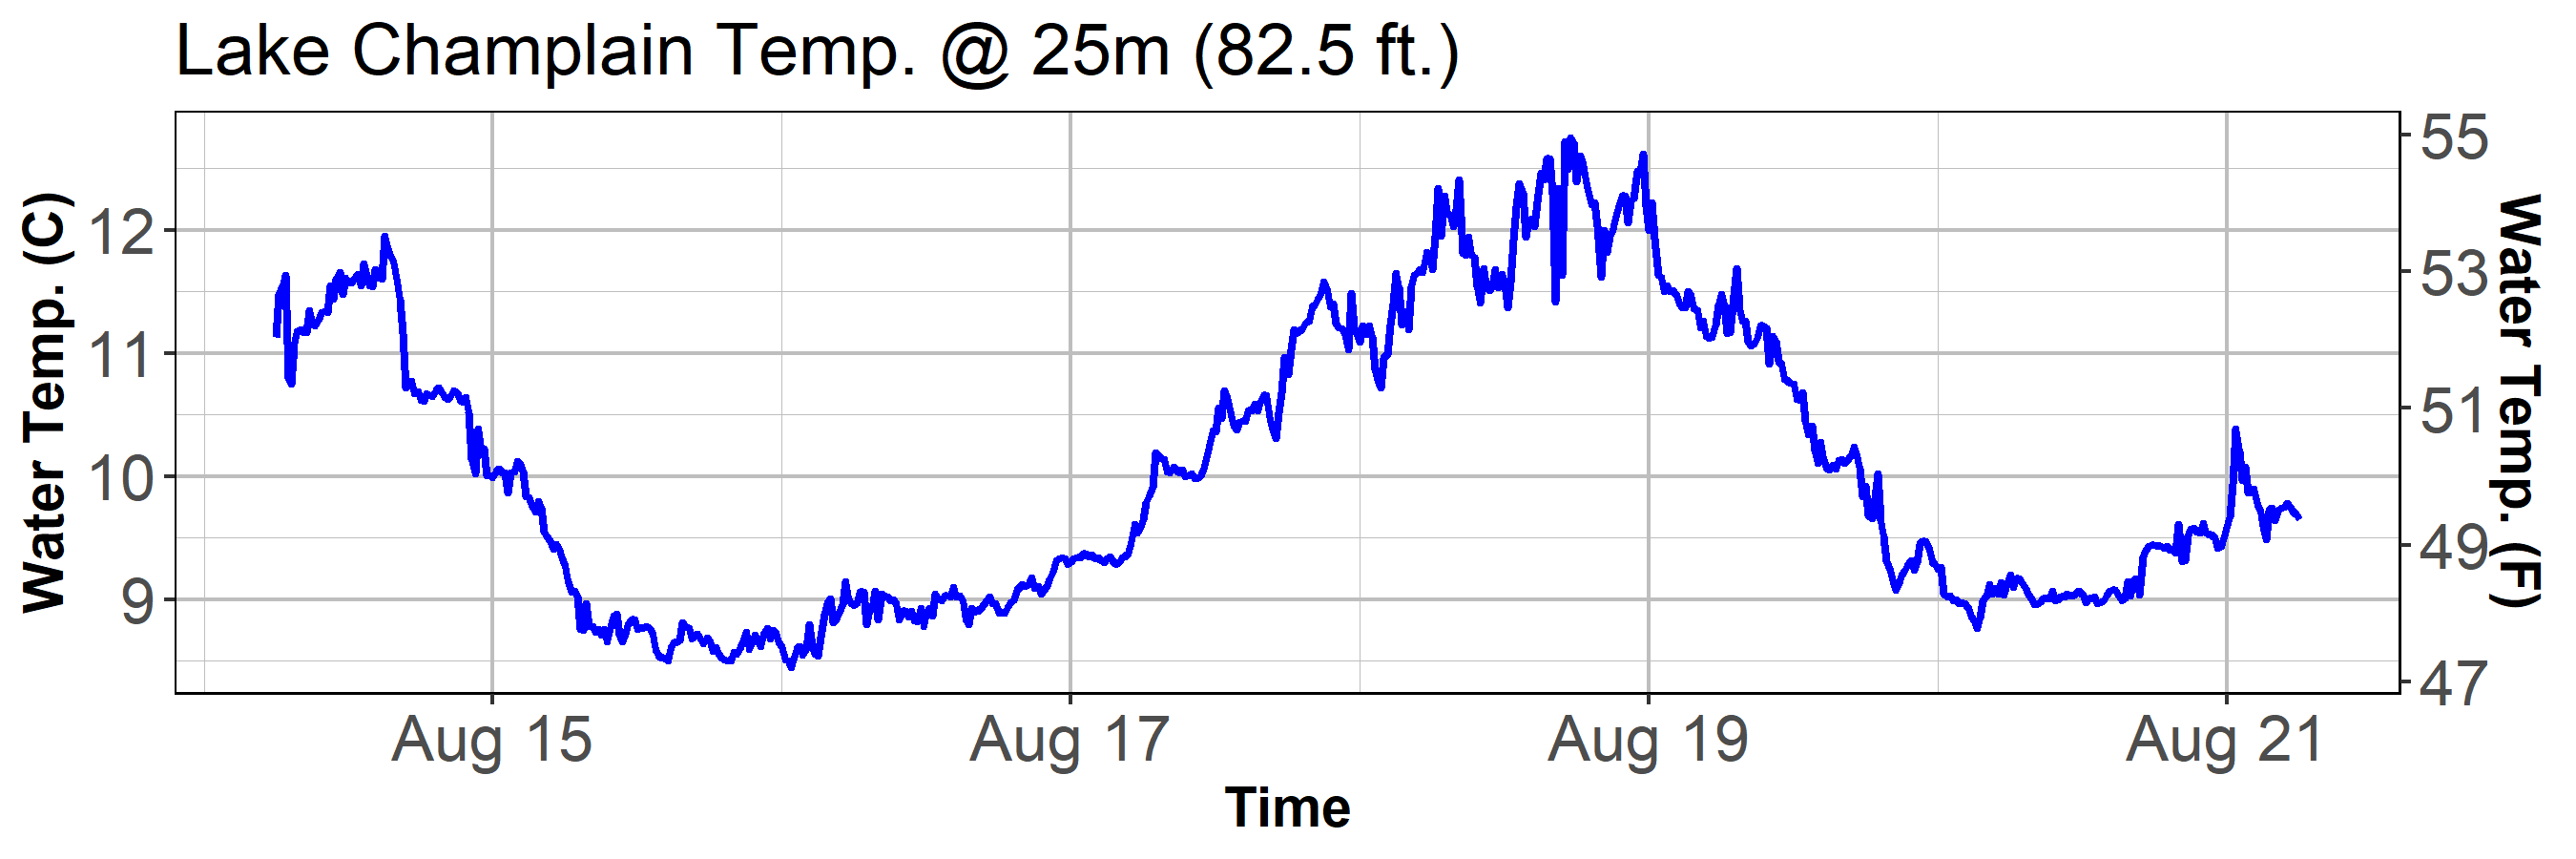 Lake Champlain Temp. @ 25m (82.5 ft.)
Water Temp. (C)
12
11
10
9
55
53
51
49
47
Water Temp. (F)
Aug 15 Aug 17 Aug 19 Aug 21
Time